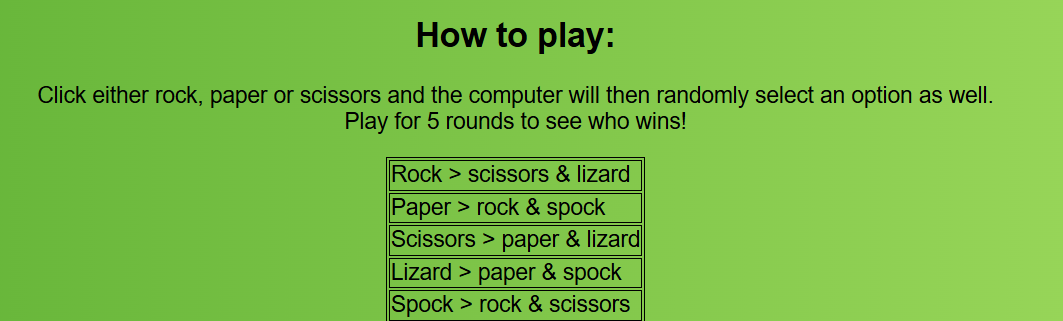 How to play:
Click either rock, paper or scissors and the computer will then randomly select an option as well.
Play for 5 rounds to see who wins!
Rock > scissors & lizard
Paper > rock & spock
Scissors > paper & lizard
Lizard > paper & spock
Spock > rock & scissors